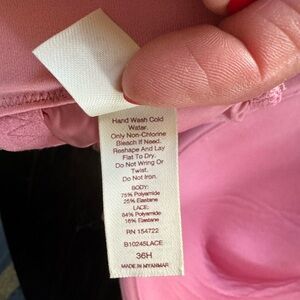 Hand Wash Cold
Water.
Only Non-Chlorine
Bleach If Need.
Reshape And Lay
Flat To Dry.
Do Not Wring Or
Twist.
Do Not Iron.
BODY:
75% Polyamide
25% Elastane
LACE:
84% Polyamide
16% Elastane
RN 154722
B10245LACE
36H
MADE IN MYANMAR